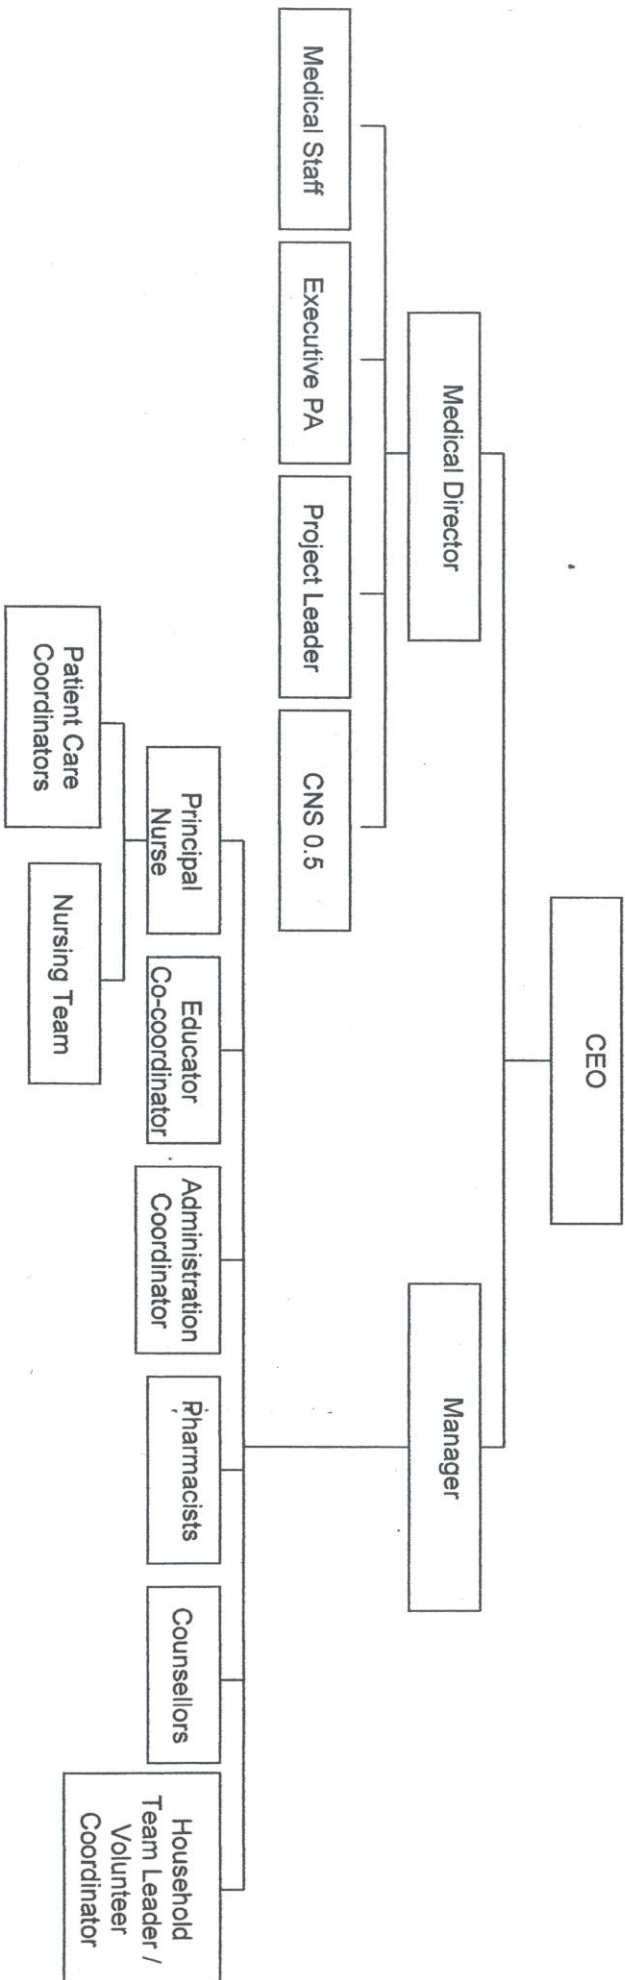 CEO
Medical Director
Manager
Medical Staff
Executive PA
Project Leader
CNS 0.5
Principal
Nurse
Educator
Co-coordinator
Administration
Coordinator
Pharmacists
Counsellors
Household
Team Leader /
Volunteer
Coordinator
Patient Care
Coordinators
Nursing Team